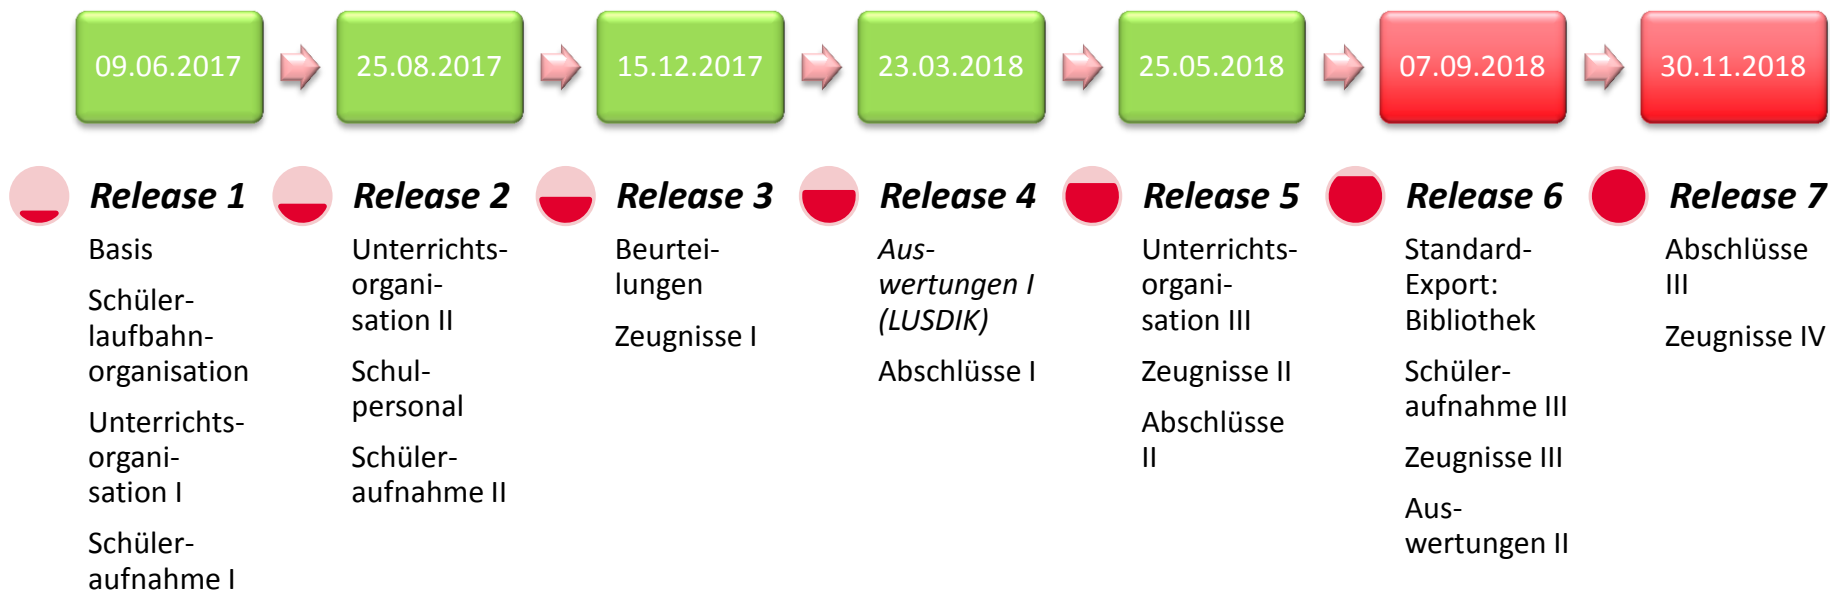 09.06.2017
25.08.2017
15.12.2017
23.03.2018
25.05.2018
07.09.2018
30.11.2018
Release 1
Basis
Schüler-
laufbahn-
organisation
Unterrichts-
organi-
sation I
Schüler-
aufnahme I
Release 2
Unterrichts-
organi-
sation II
Schul-
personal
Schüler-
aufnahme II
Release 3
Beurtei-
lungen
Zeugnisse I
Release 4
Aus-
wertungen I
(LUSDIK)
Abschlüsse I
Release 5
Unterrichts-
organi-
sation III
Zeugnisse II
Abschlüsse
II
Release 6
Standard-
Export:
Bibliothek
Schüler-
aufnahme III
Zeugnisse III
Aus-
wertungen II
Release 7
Abschlüsse
III
Zeugnisse IV